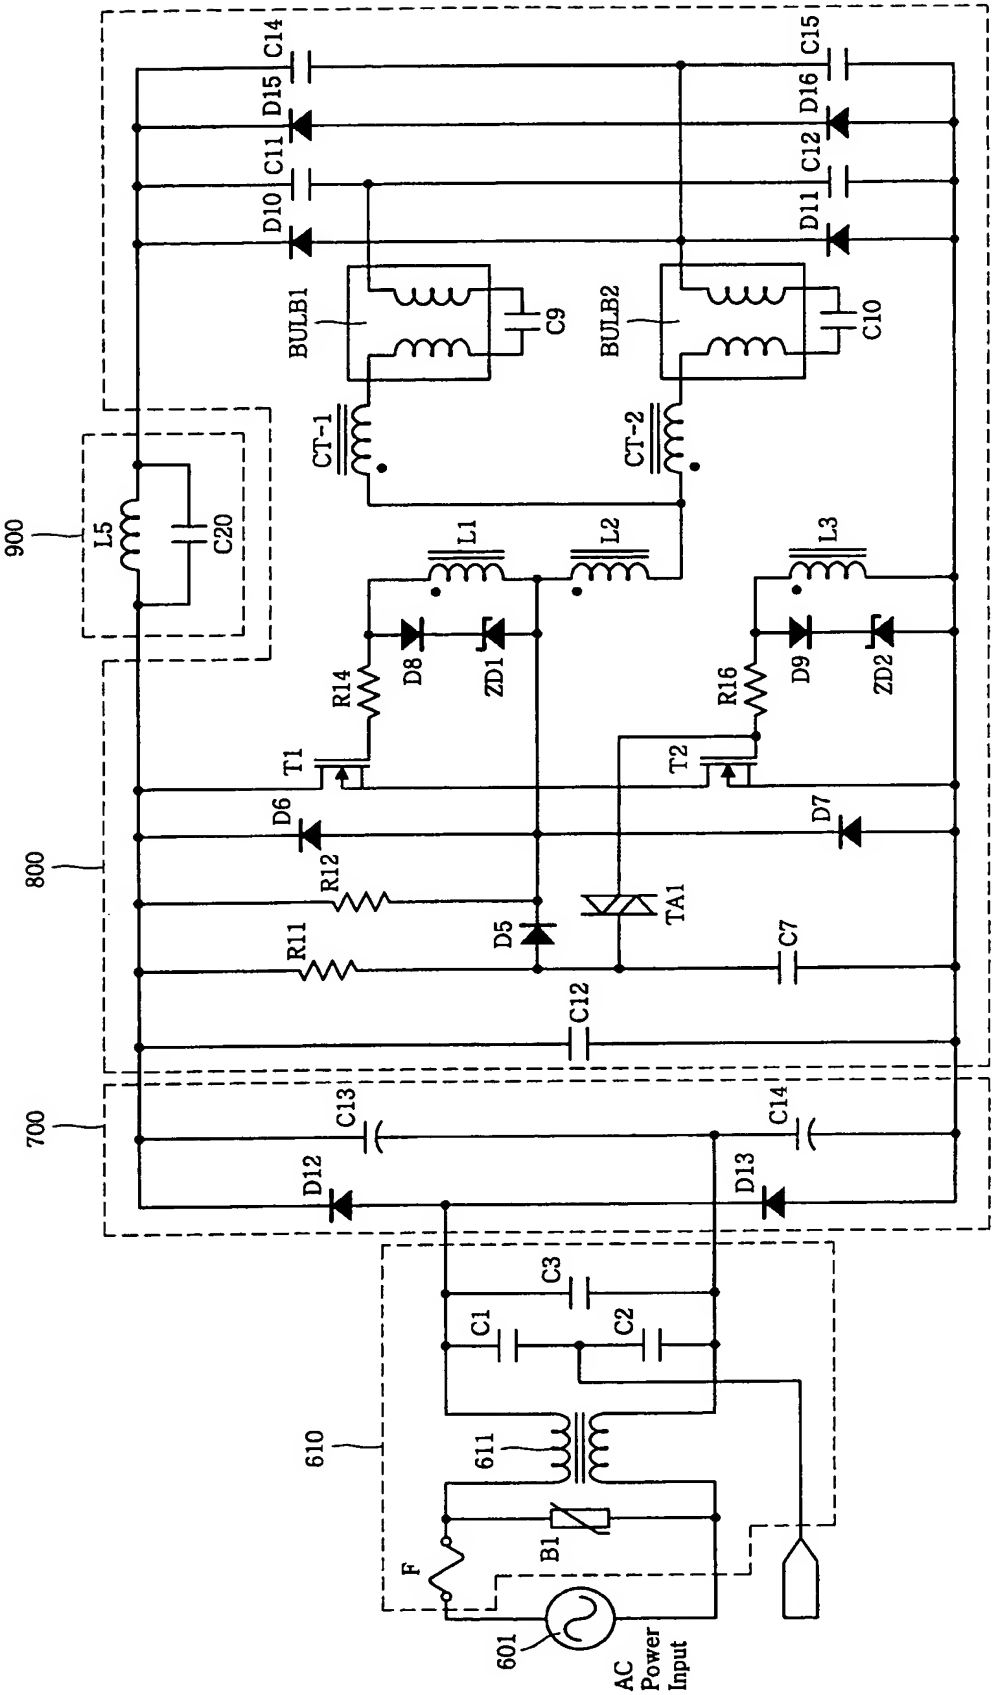 601
AC
Power
Input
F
B1
610
611
C1
C2
C3
700
D12
D13
C13
C14
800
C12
R11
R12
D5
TA1
C7
D6
D7
T1
T2
R14
R16
D8
ZD1
D9
ZD2
L1
L2
L3
900
L5
C20
CT-1
CT-2
BULB1
BULB2
C9
C10
D10
D11
C11
C12
D15
D16
C14
C15